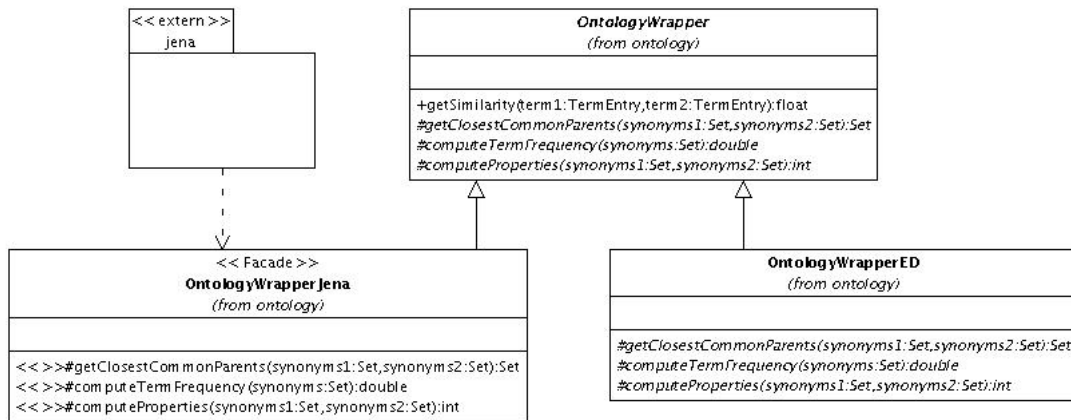 <<extern>>
jena
OntologyWrapper
(from ontology)
+getSimilarity(term1:TermEntry,term2:TermEntry):float
#getClosestCommonParents(synonyms1:Set,synonyms2:Set):Set
#computeTermFrequency(synonyms:Set):double
#computeProperties(synonyms1:Set,synonyms2:Set):int
<<Facade>>
OntologyWrapperJena
(from ontology)
<<>>#getClosestCommonParents(synonyms1:Set,synonyms2:Set):Set
<<>>#computeTermFrequency(synonyms:Set):double
<<>>#computeProperties(synonyms1:Set,synonyms2:Set):int
OntologyWrapperED
(from ontology)
#getClosestCommonParents(synonyms1:Set,synonyms2:Set):Set
#computeTermFrequency(synonyms:Set):double
#computeProperties(synonyms1:Set,synonyms2:Set):int